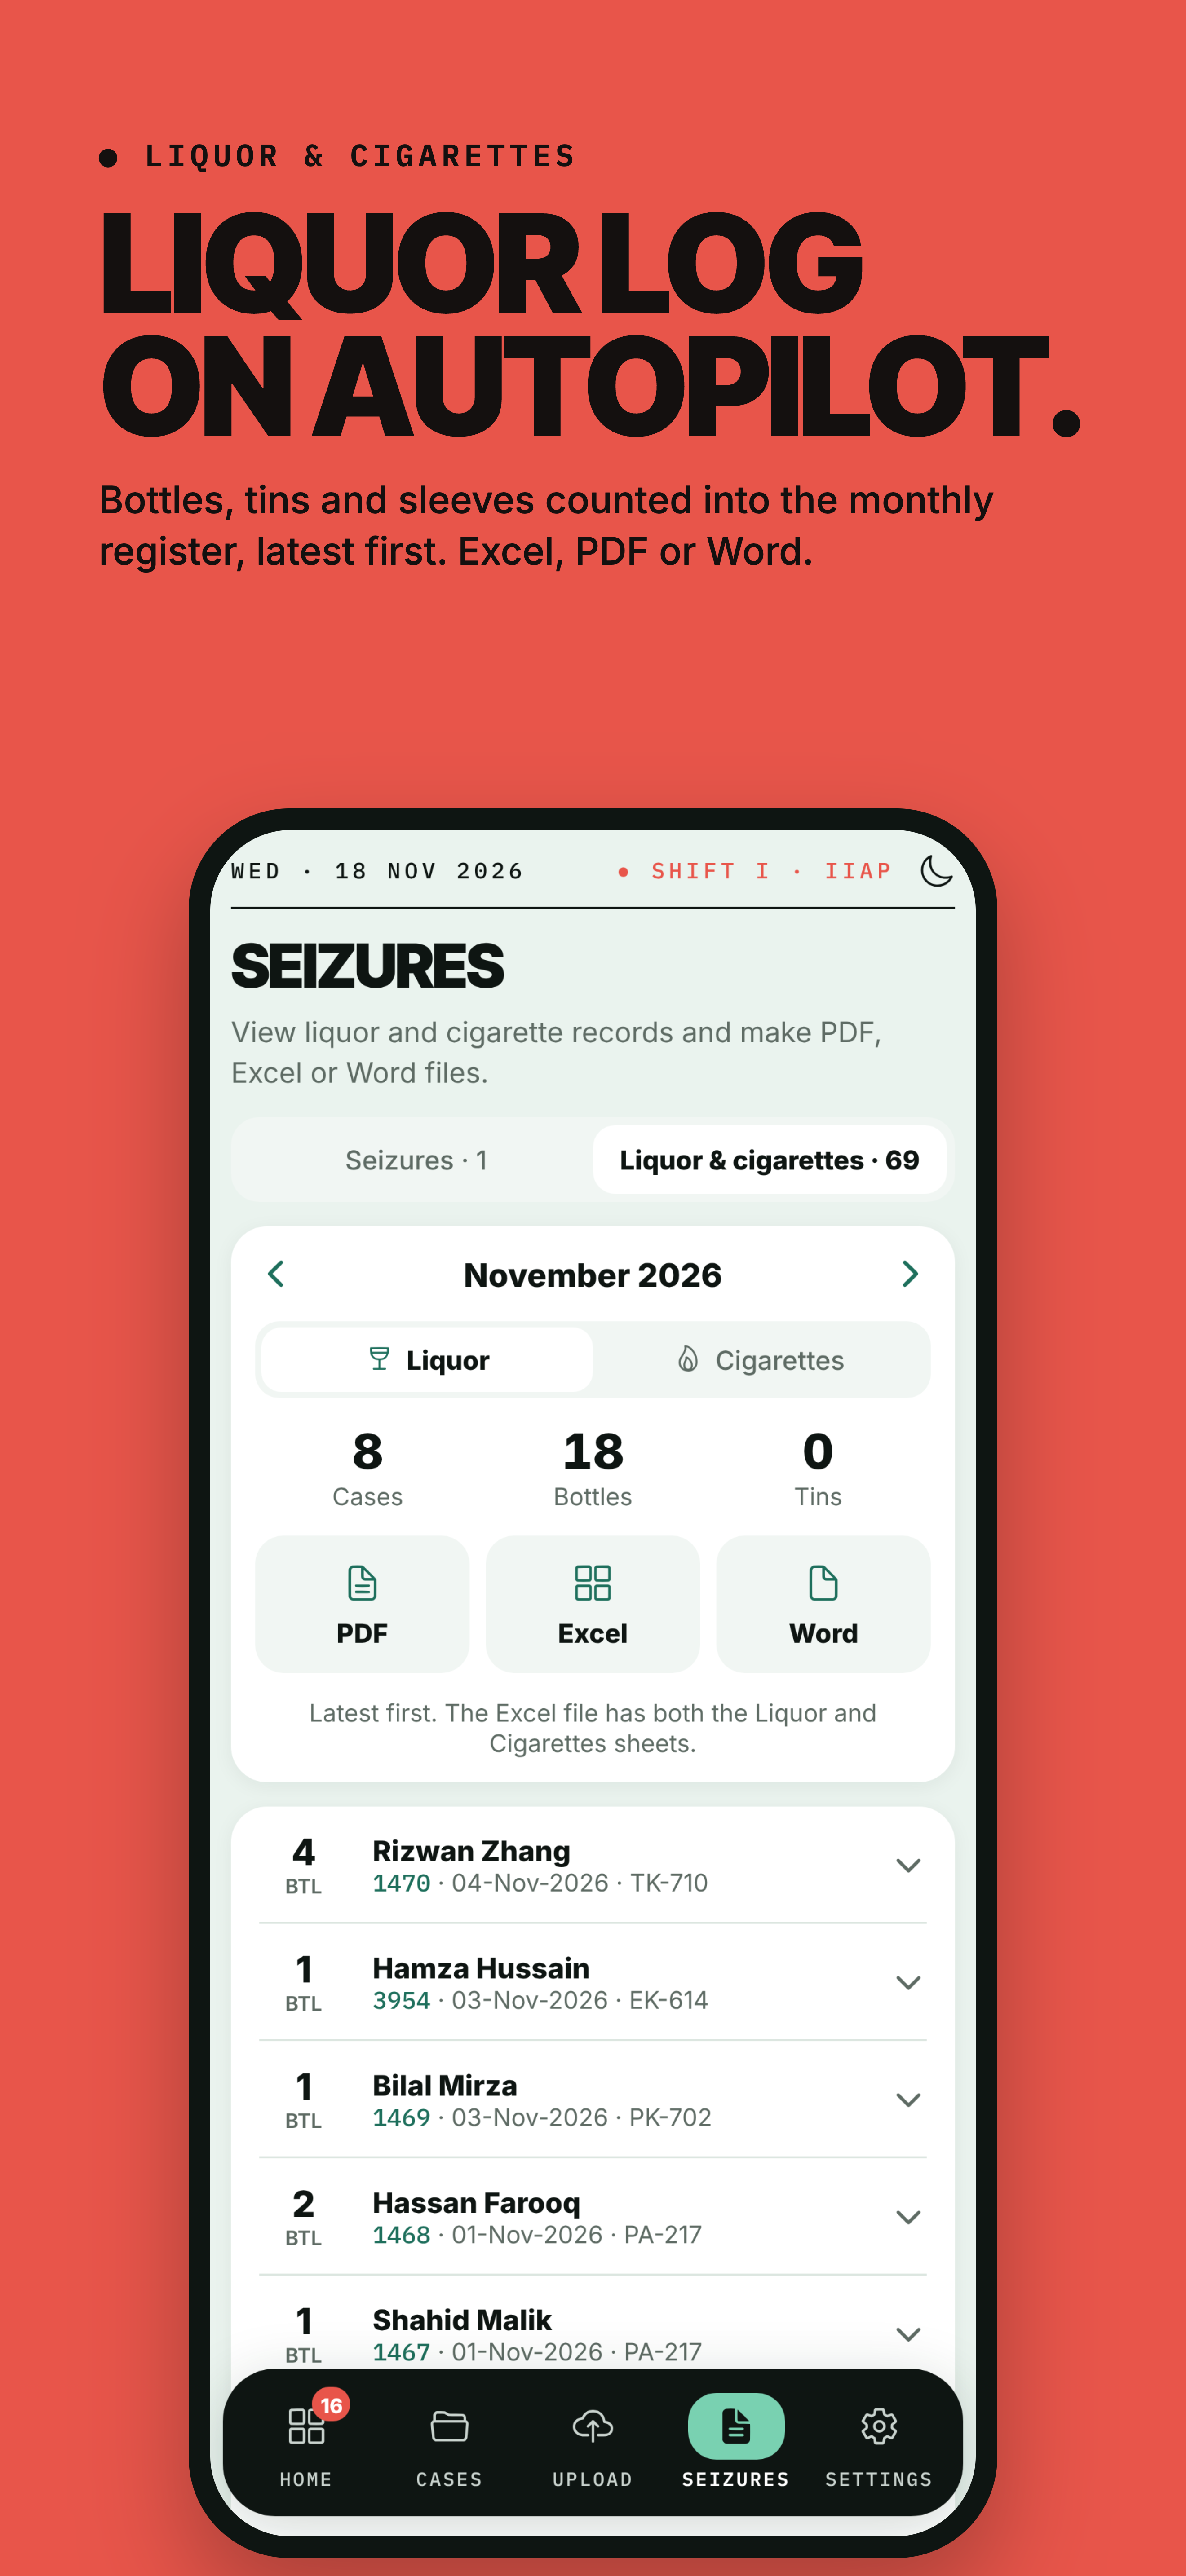 LIQUOR & CIGARETTES
LIQUOR LOG
ON AUTOPILOT.
Bottles, tins and sleeves counted into the monthly
register, latest first. Excel, PDF or Word.
WED · 18 NOV 2026
SHIFT I · IIAP
SEIZURES
View liquor and cigarette records and make PDF,
Excel or Word files.
Seizures · 1
Liquor & cigarettes · 69
November 2026
Liquor
Cigarettes
8
Cases
18
Bottles
0
Tins
PDF
Excel
Word
Latest first. The Excel file has both the Liquor and
Cigarettes sheets.
4
BTL
Rizwan Zhang
1470 · 04-Nov-2026 · TK-710
1
BTL
Hamza Hussain
3954 · 03-Nov-2026 · EK-614
1
BTL
Bilal Mirza
1469 · 03-Nov-2026 · PK-702
2
BTL
Hassan Farooq
1468 · 01-Nov-2026 · PA-217
1
BTL
Shahid Malik
1467 · 01-Nov-2026 · PA-217
16
HOME
CASES
UPLOAD
SEIZURES
SETTINGS